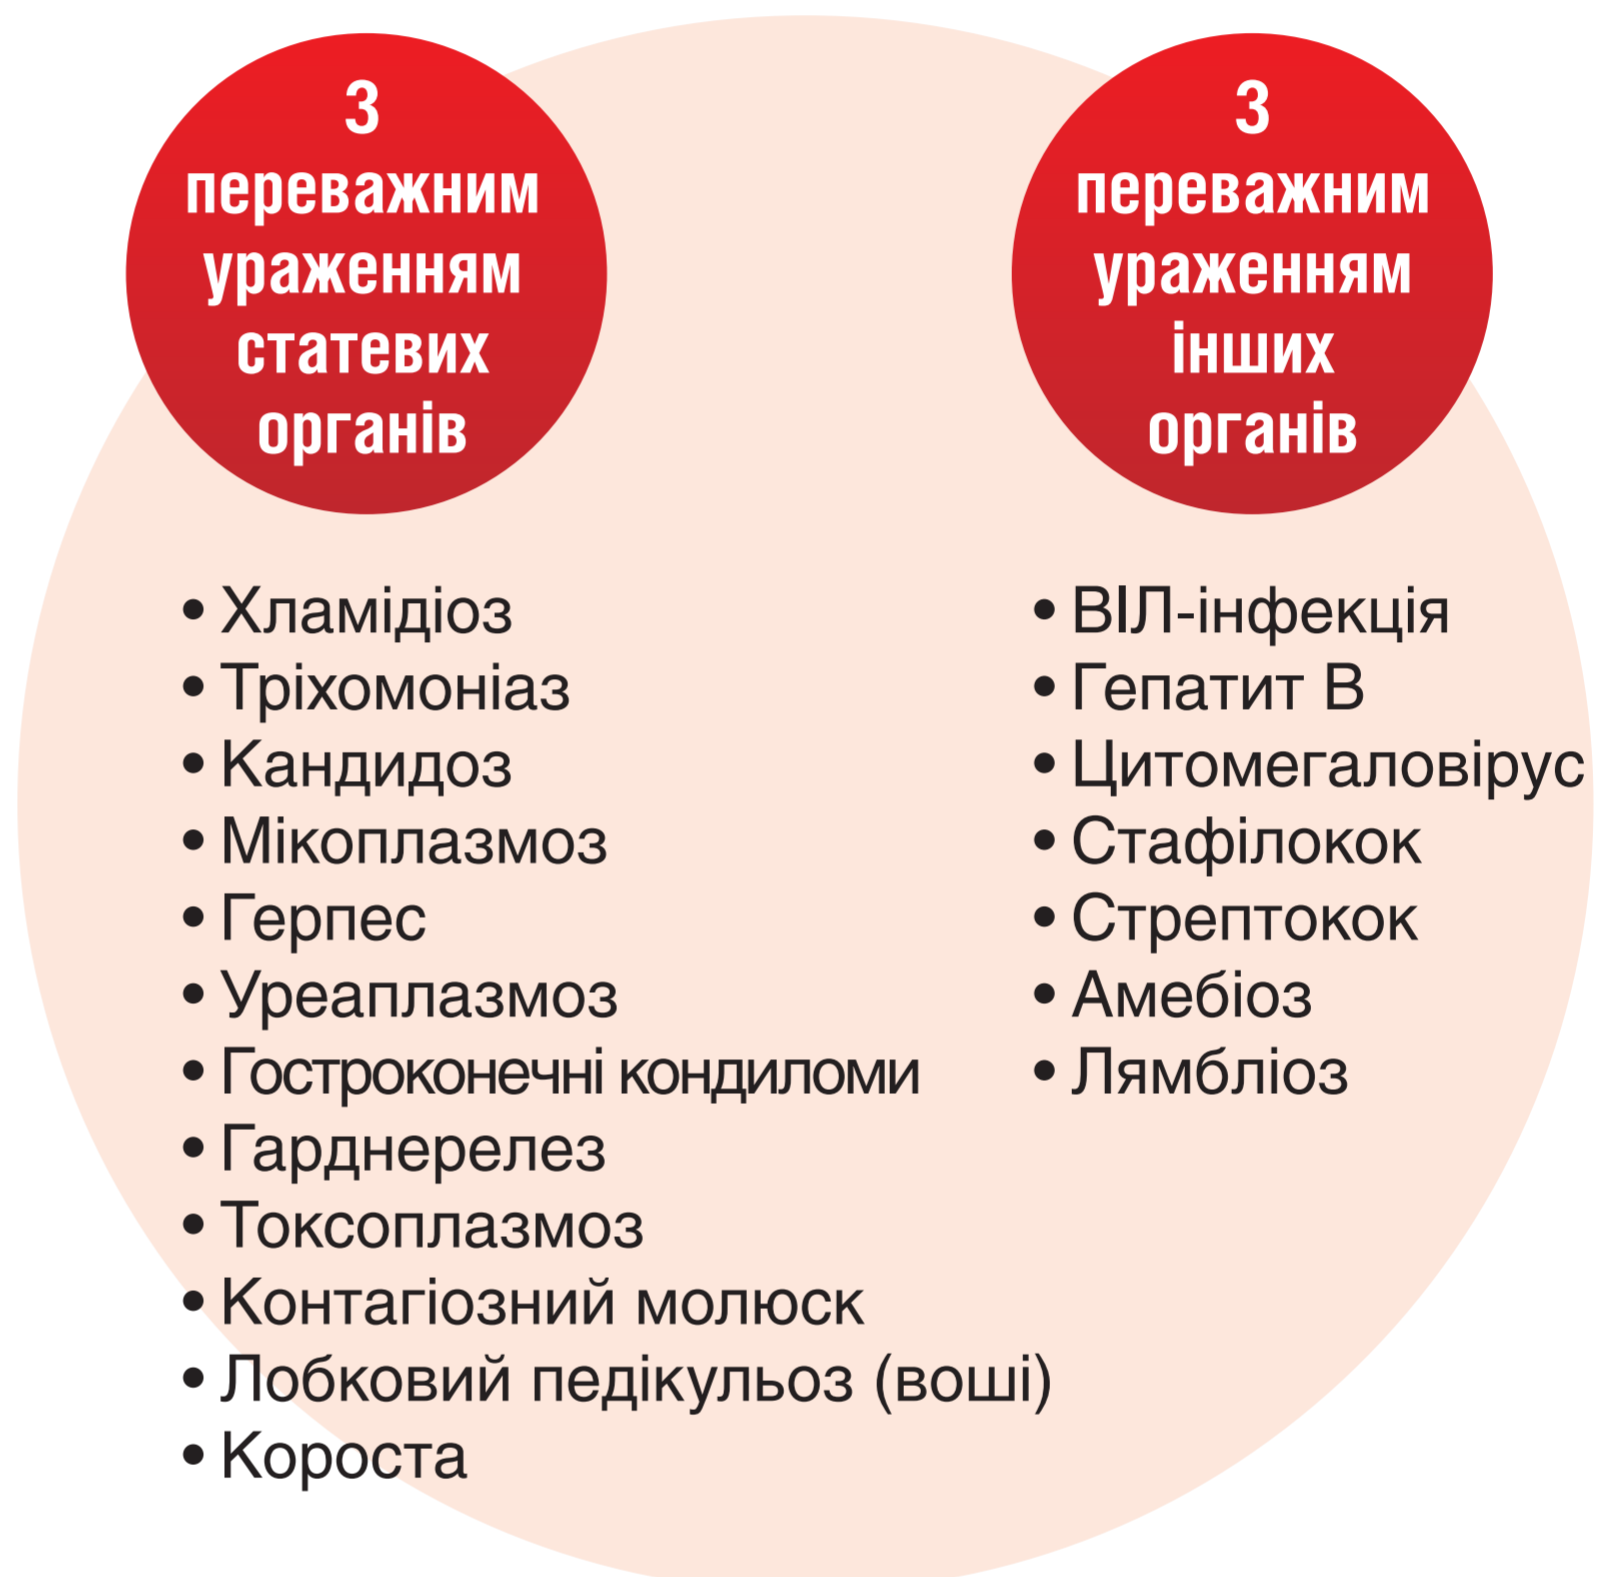 З
переважним
ураженням
статевих
органів
• Хламідіоз
• Тріхомоніаз
• Кандидоз
• Мікоплазмоз
• Герпес
• Уреаплазмоз
• Гостроконечні кондиломи
• Гарднерелез
• Токсоплазмоз
• Контагіозний молюск
• Лобковий педікульоз (воші)
• Короста
З
переважним
ураженням
інших
органів
• ВІЛ-інфекція
• Гепатит В
• Цитомегаловірус
• Стафілокок
• Стрептокок
• Амебіоз
• Лямбліоз